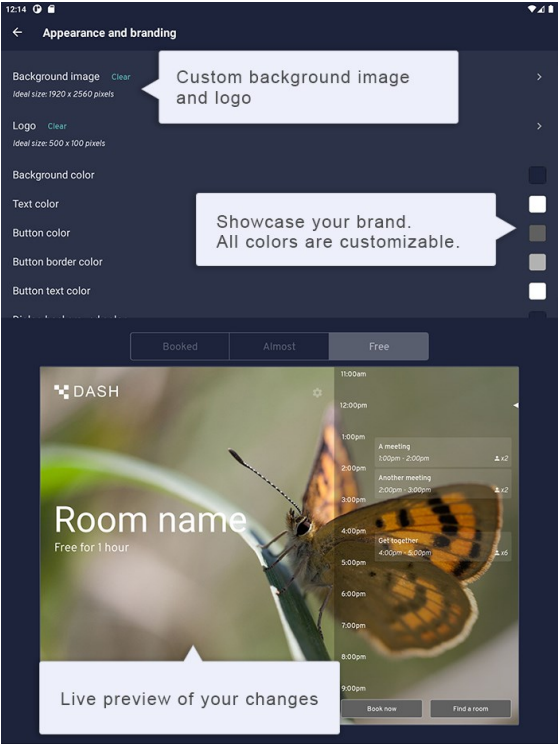 12:14
Appearance and branding
Background image Clear
Ideal size: 1920 x 2560 pixels
Custom background image
and logo
Logo Clear
Ideal size: 500 x 100 pixels
Background color
Text color
Showcase your brand.
All colors are customizable.
Button color
Button border color
Button text color
Booked Almost Free
DASH
11:00am
12:00pm
1:00pm
A meeting
1:00pm - 2:00pm x2
2:00pm
Another meeting
2:00pm - 3:00pm x2
3:00pm
Room name
Free for 1 hour
4:00pm
Get together
4:00pm - 5:00pm x6
5:00pm
6:00pm
7:00pm
8:00pm
9:00pm
Live preview of your changes
Book now Find a room